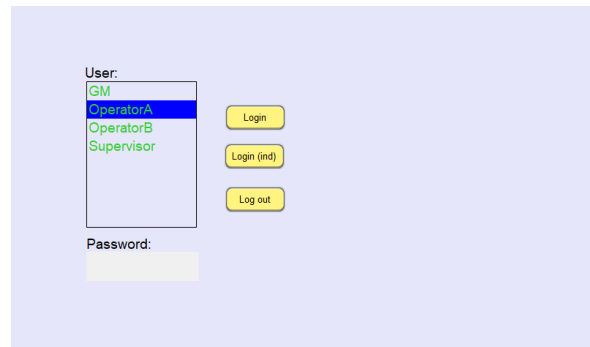 User:
GM
OperatorA
OperatorB
Supervisor
Login
Login (ind)
Log out
Password: